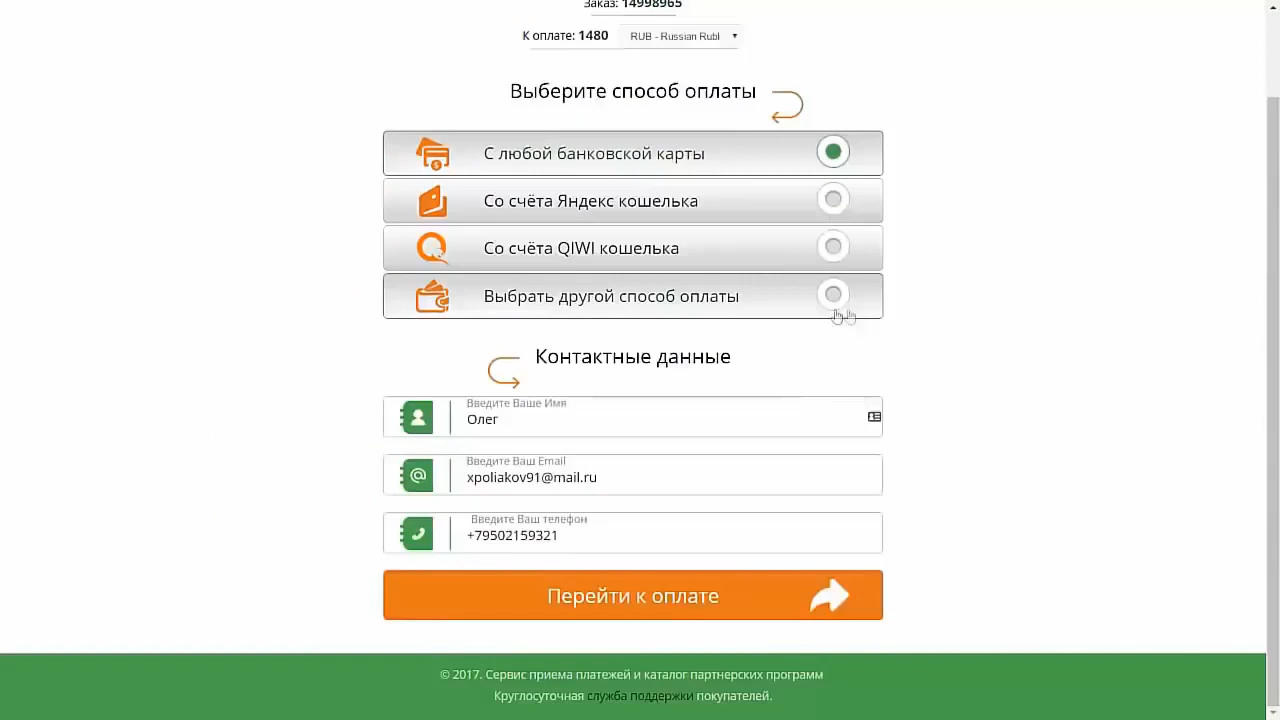 Заказ: 14998965
К оплате: 1480 RUB - Russian Rubl
Выберите способ оплаты
С любой банковской карты
Со счёта Яндекс кошелька
Со счёта QIWI кошелька
Выбрать другой способ оплаты
Контактные данные
Введите Ваше Имя
Олег
Введите Ваш Email
xpoliakov91@mail.ru
Введите Ваш телефон
+79502159321
Перейти к оплате
© 2017. Сервис приема платежей и каталог партнерских программ
Круглосуточная служба поддержки покупателей.